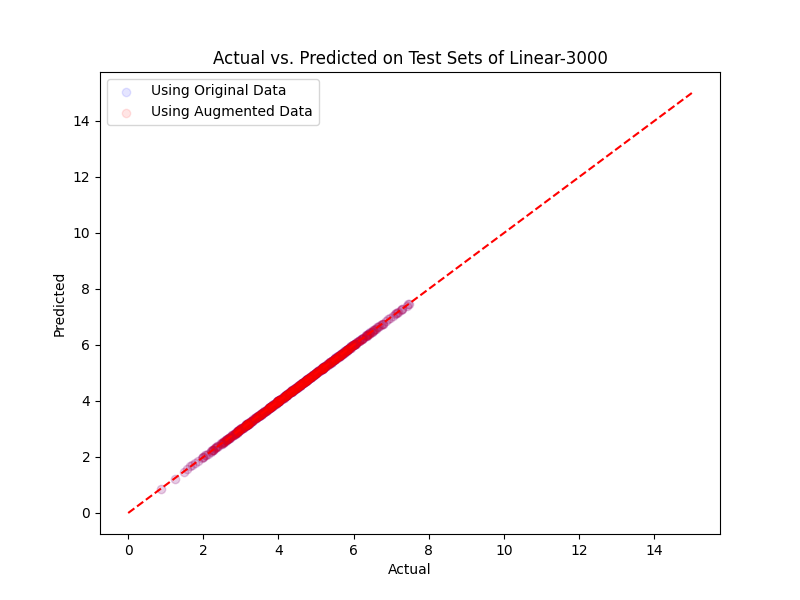 Actual vs. Predicted on Test Sets of Linear-3000
Using Original Data
Using Augmented Data
14
12
10
8
6
4
2
0
Predicted
0 2 4 6 8 10 12 14
Actual